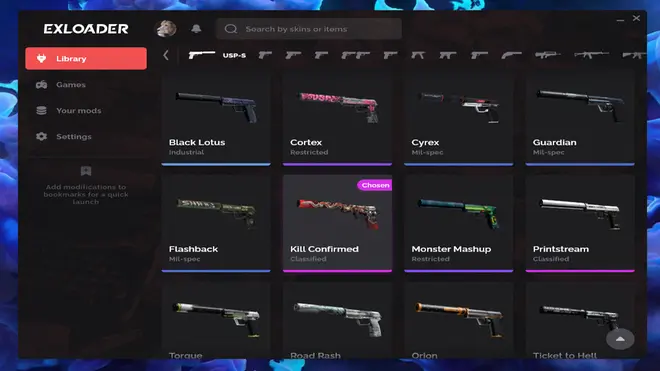 EXLOADER
Search by skins or items
Library
USP-S
Games
Your mods
Settings
Add modifications to
bookmarks for a quick
launch
Black Lotus
Industrial
Cortex
Restricted
Cyrex
Mil-spec
Guardian
Mil-spec
Chosen
Flashback
Mil-spec
Kill Confirmed
Classified
Monster Mashup
Restricted
Printstream
Classified
Torque
Road Rash
Orion
Ticket to Hell